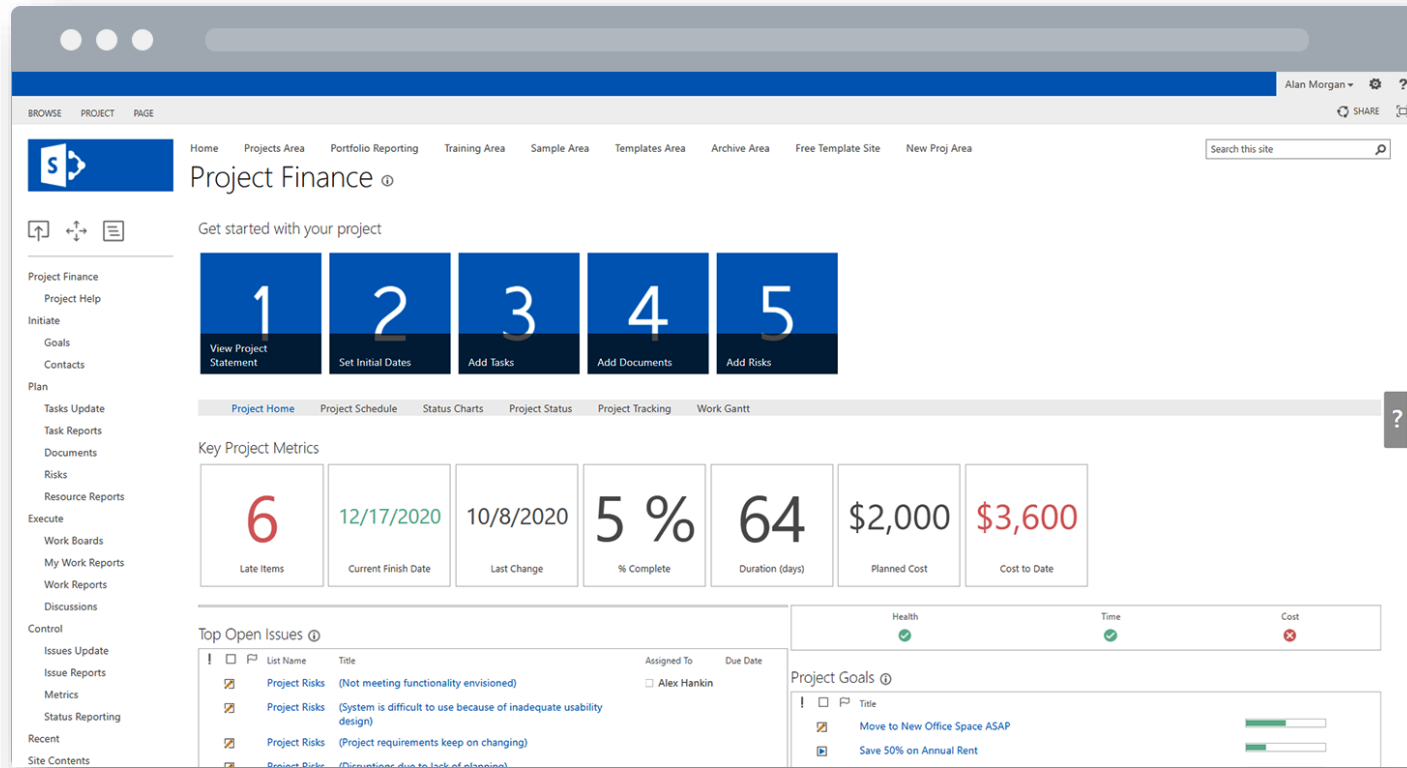 Alan Morgan
?
BROWSE PROJECT PAGE
SHARE
S
Home Projects Area Portfolio Reporting Training Area Sample Area Templates Area Archive Area Free Template Site New Proj Area
Search this site
Project Finance
Get started with your project
Project Finance
Project Help
Initiate
Goals
Contacts
Plan
Tasks Update
Task Reports
Documents
Risks
Resource Reports
Execute
Work Boards
My Work Reports
Work Reports
Discussions
Control
Issues Update
Issue Reports
Metrics
Status Reporting
Recent
Site Contents
1
View Project
Statement
2
Set Initial Dates
3
Add Tasks
4
Add Documents
5
Add Risks
Project Home Project Schedule Status Charts Project Status Project Tracking Work Gantt
?
Key Project Metrics
6
Late Items
12/17/2020
Current Finish Date
10/8/2020
Last Change
5 %
% Complete
64
Duration (days)
$2,000
Planned Cost
$3,600
Cost to Date
Health Time Cost
Top Open Issues
! List Name Title Assigned To Due Date
Project Risks (Not meeting functionality envisioned) Alex Hankin
Project Risks (System is difficult to use because of inadequate usability
design)
Project Risks (Project requirements keep on changing)
Project Risks (Disruptions due to lack of planning)
Project Goals
! Title
Move to New Office Space ASAP
Save 50% on Annual Rent